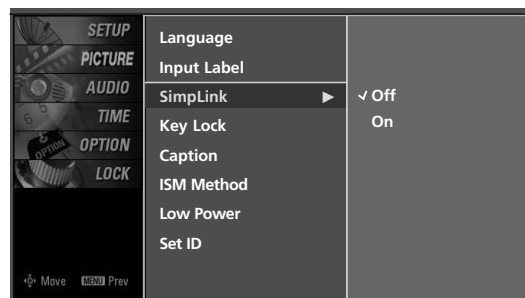 SETUP
PICTURE
AUDIO
TIME
OPTION
LOCK
Move MENU Prev
Language
Input Label
SimpLink ▶
Key Lock
Caption
ISM Method
Low Power
Set ID
✓ Off
On